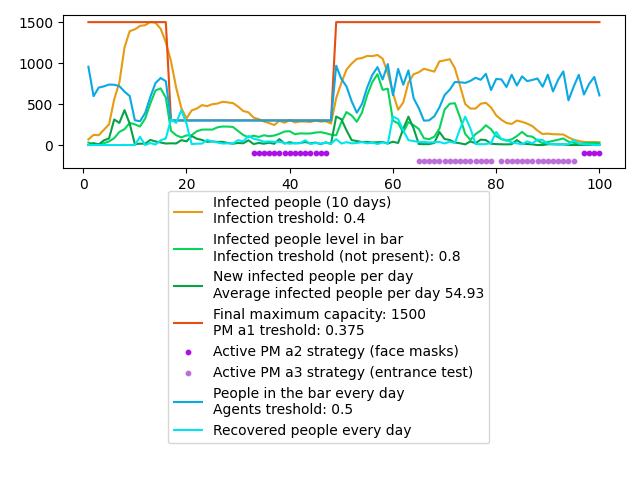 1500
1000
500
0
0 20 40 60 80 100
Infected people (10 days)
Infection treshold: 0.4
Infected people level in bar
Infection treshold (not present): 0.8
New infected people per day
Average infected people per day 54.93
Final maximum capacity: 1500
PM a1 treshold: 0.375
Active PM a2 strategy (face masks)
Active PM a3 strategy (entrance test)
People in the bar every day
Agents treshold: 0.5
Recovered people every day